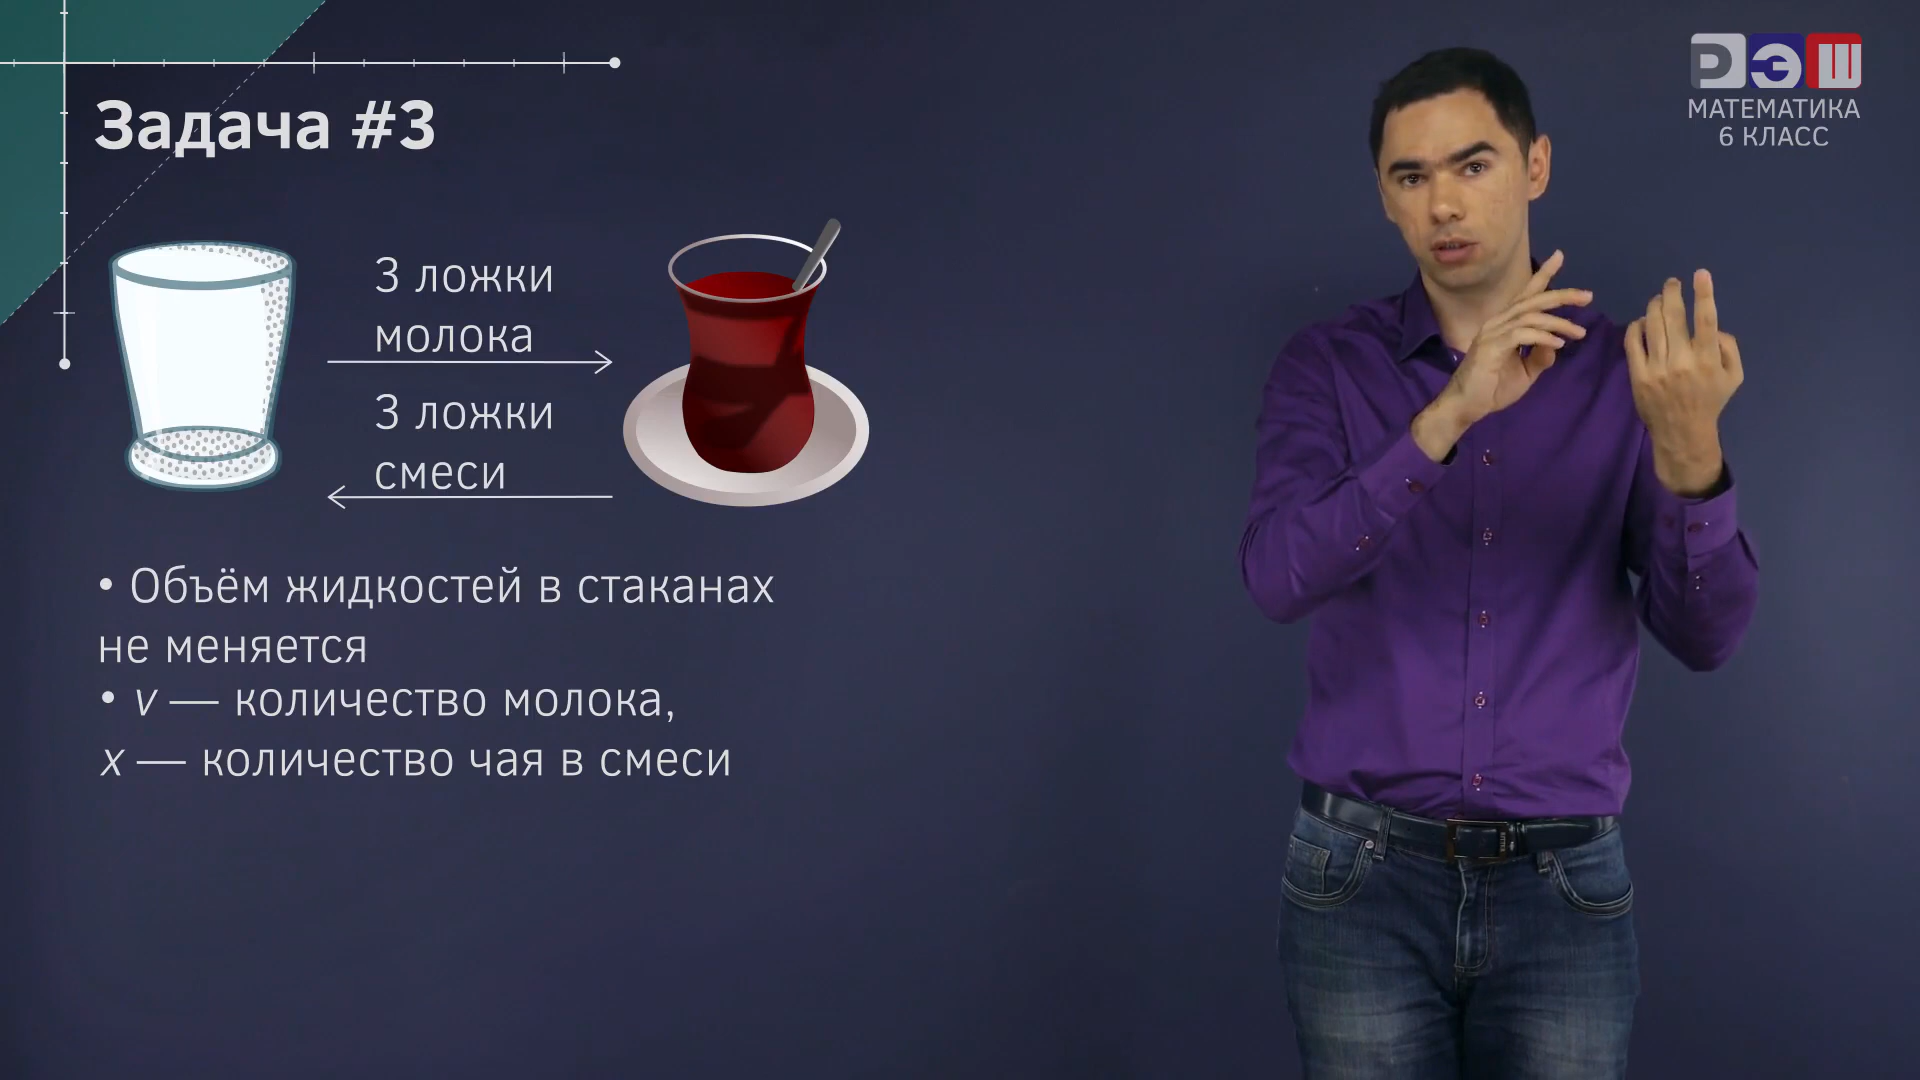 Задача #3
3 ложки
молока
3 ложки
смеси
• Объём жидкостей в стаканах
не меняется
• v — количество молока,
x — количество чая в смеси
РЭШ
МАТЕМАТИКА
6 КЛАСС